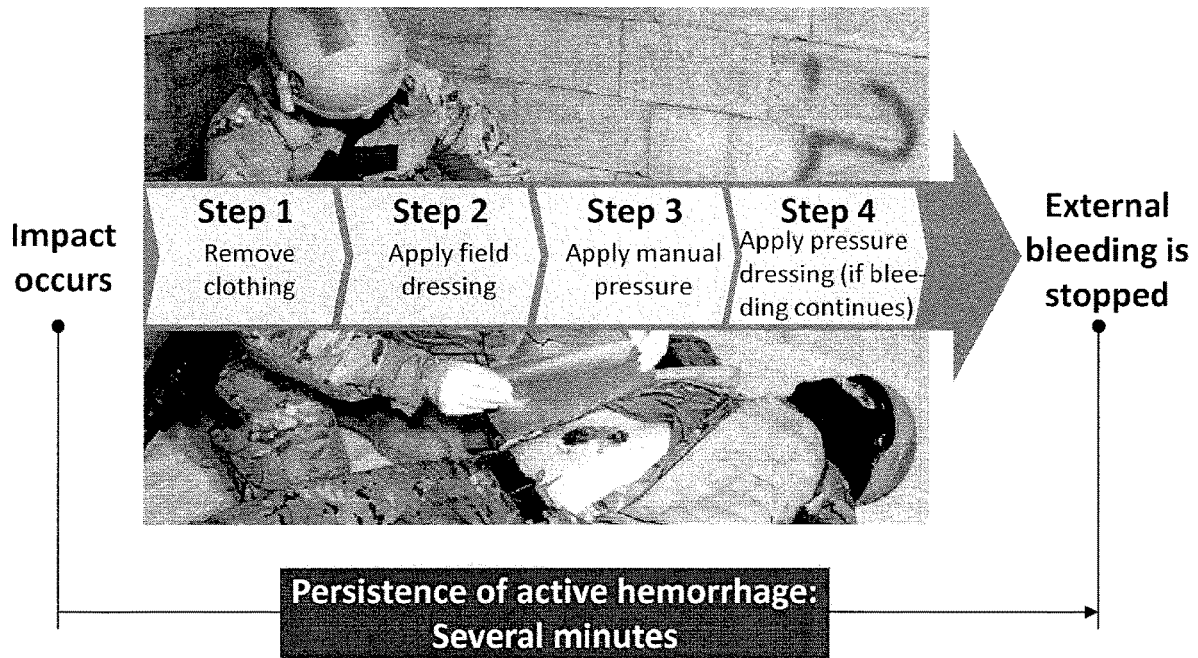 Impact
occurs
Step 1
Remove
clothing
Step 2
Apply field
dressing
Step 3
Apply manual
pressure
Step 4
Apply pressure
dressing (if blee-
ding continues)
External
bleeding is
stopped
Persistence of active hemorrhage:
Several minutes